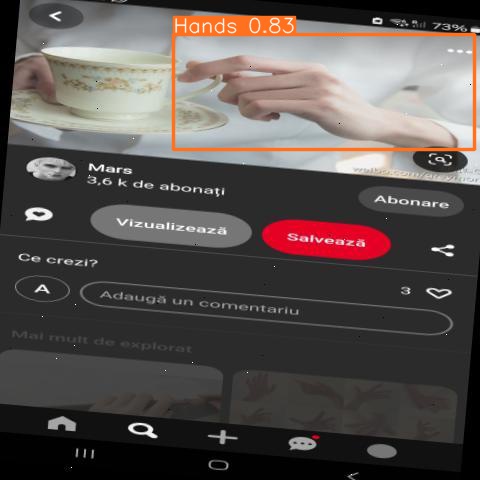 Hands 0.83
73%
Mars
3,6 k de abonați
Abonare
Vizualizează
Salvează
Ce crezi?
3
A
Adaugă un comentariu
Mai mult de explorat